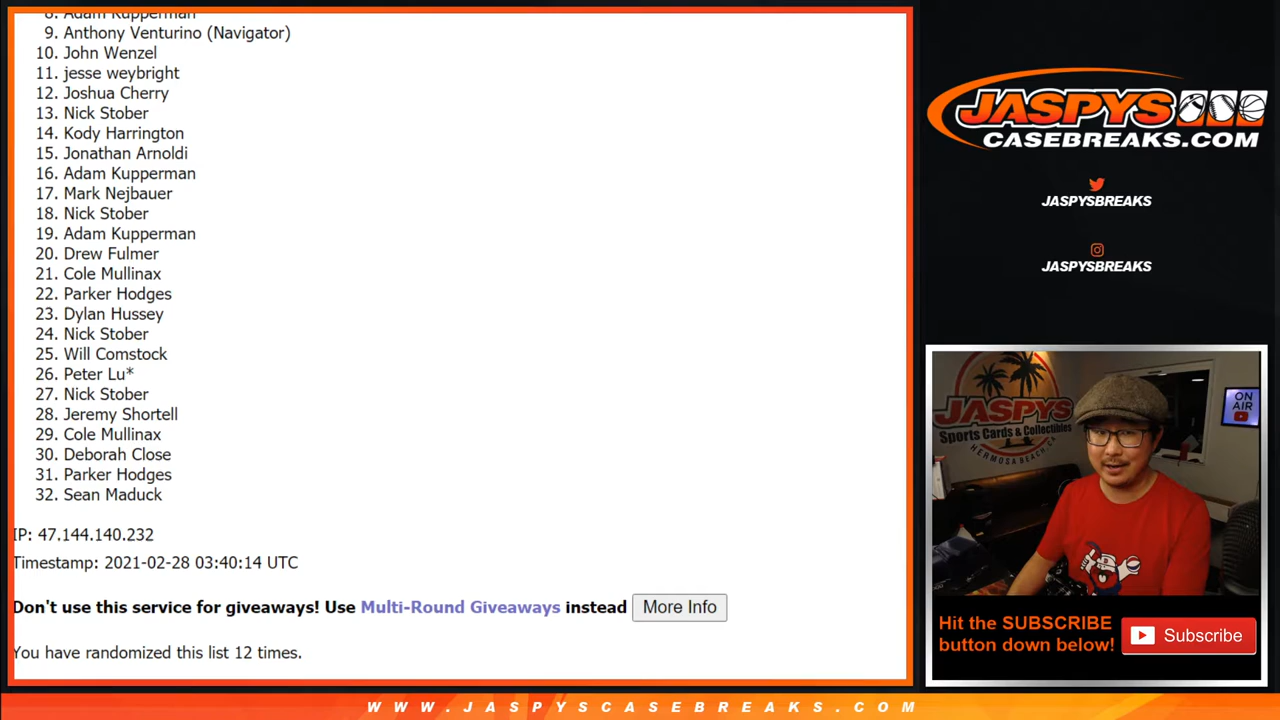 8. Adam Kupperman
9. Anthony Venturino (Navigator)
10. John Wenzel
11. jesse weybright
12. Joshua Cherry
13. Nick Stober
14. Kody Harrington
15. Jonathan Arnoldi
16. Adam Kupperman
17. Mark Nejbauer
18. Nick Stober
19. Adam Kupperman
20. Drew Fulmer
21. Cole Mullinax
22. Parker Hodges
23. Dylan Hussey
24. Nick Stober
25. Will Comstock
26. Peter Lu*
27. Nick Stober
28. Jeremy Shortell
29. Cole Mullinax
30. Deborah Close
31. Parker Hodges
32. Sean Maduck
IP: 47.144.140.232
Timestamp: 2021-02-28 03:40:14 UTC
Don't use this service for giveaways! Use Multi-Round Giveaways instead More Info
You have randomized this list 12 times.
JASPYS
CASEBREAKS.COM
JASPYSBREAKS
JASPYSBREAKS
JASPYS
Sports Cards & Collectibles
HERMOSA BEACH, CA
ON
AIR
Hit the SUBSCRIBE
button down below!
Subscribe
WWW.JASPYSCASEBREAKS.COM